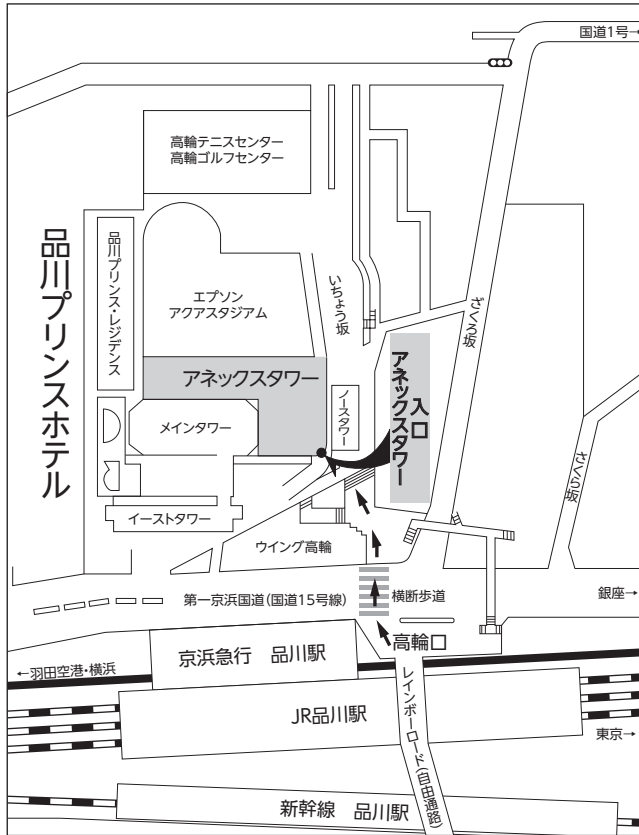 国道1号→
高輪テニスセンター
高輪ゴルフセンター
品川プリンスホテル
品川プリンス・レジデンス
エプソン
アクアスタジアム
いちょう坂
ざくろ坂
アネックスタワー
アネックスタワー
入口
ノースタワー
メインタワー
さくら坂
イーストタワー
ウイング高輪
第一京浜国道(国道15号線)
横断歩道
銀座→
高輪口
京浜急行 品川駅
←羽田空港・横浜
JR品川駅
レインボーロード(自由通路)
東京→
新幹線 品川駅